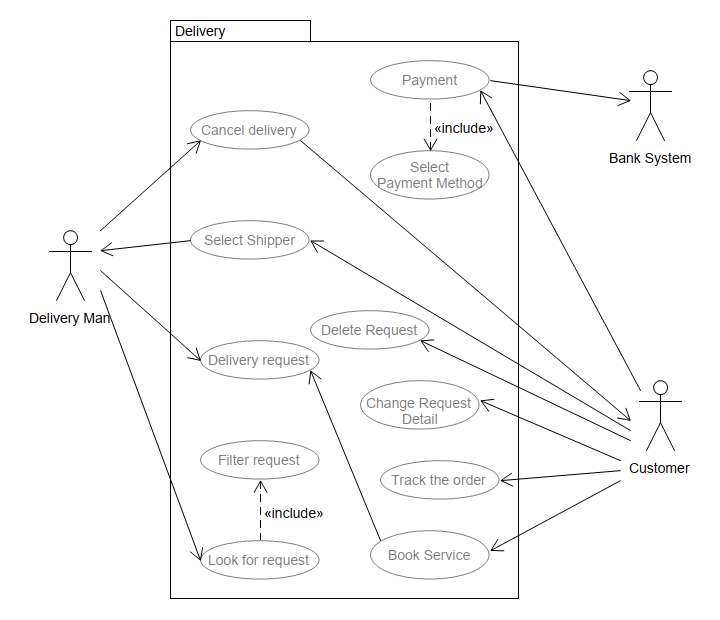 Delivery
Payment
«include»
Cancel delivery
Bank System
Select
Payment Method
Select Shipper
Delivery Man
Delete Request
Delivery request
Change Request
Detail
Filter request
Track the order
Customer
«include»
Look for request
Book Service